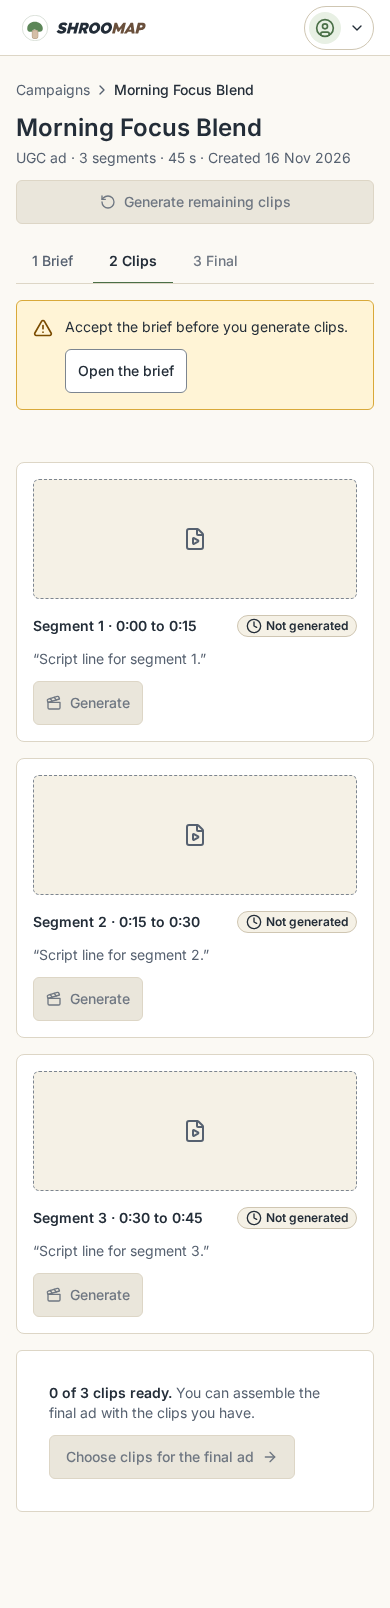 SHROOMAP
Campaigns > Morning Focus Blend
Morning Focus Blend
UGC ad · 3 segments · 45 s · Created 16 Nov 2026
Generate remaining clips
1 Brief 2 Clips 3 Final
Accept the brief before you generate clips.
Open the brief
Segment 1 · 0:00 to 0:15 Not generated
“Script line for segment 1.”
Generate
Segment 2 · 0:15 to 0:30 Not generated
“Script line for segment 2.”
Generate
Segment 3 · 0:30 to 0:45 Not generated
“Script line for segment 3.”
Generate
0 of 3 clips ready. You can assemble the
final ad with the clips you have.
Choose clips for the final ad →